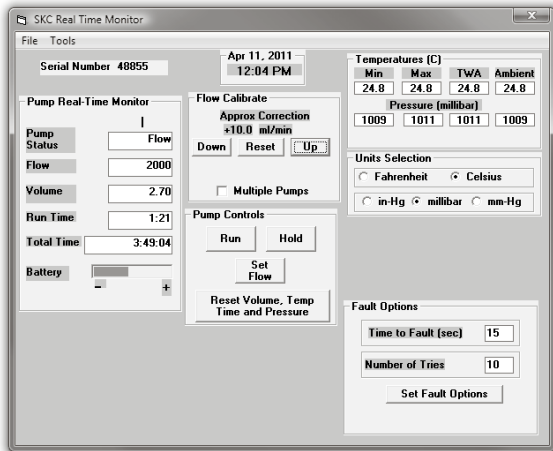 SKC Real Time Monitor
File Tools
Serial Number 48855
Apr 11, 2011
12:04 PM
Pump Real-Time Monitor
Pump Status Flow
Flow 2000
Volume 2.70
Run Time 1:21
Total Time 3:49:04
Battery
- +
Flow Calibrate
Approx Correction
+10.0 ml/min
Down Reset Up
Multiple Pumps
Pump Controls
Run Hold
Set
Flow
Reset Volume, Temp
Time and Pressure
Temperatures (C)
Min Max TWA Ambient
24.8 24.8 24.8 24.8
Pressure (millibar)
1009 1011 1011 1009
Units Selection
Fahrenheit Celsius
in-Hg millibar mm-Hg
Fault Options
Time to Fault (sec) 15
Number of Tries 10
Set Fault Options